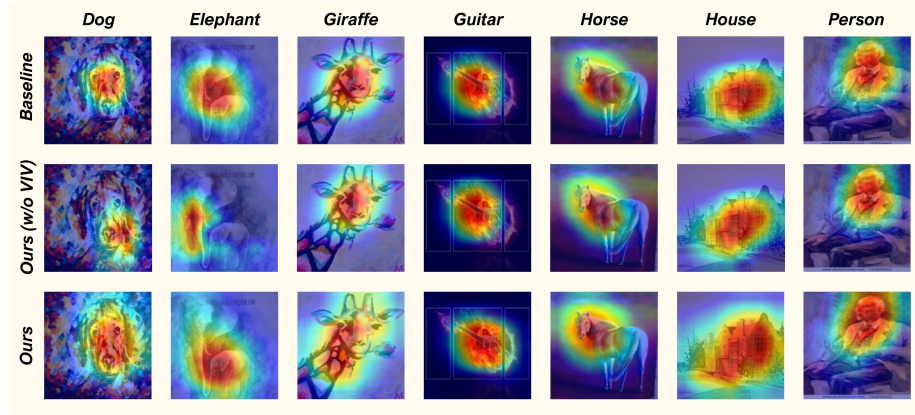 Dog Elephant Giraffe Guitar Horse House Person
Baseline
Ours (w/o VIV)
Ours